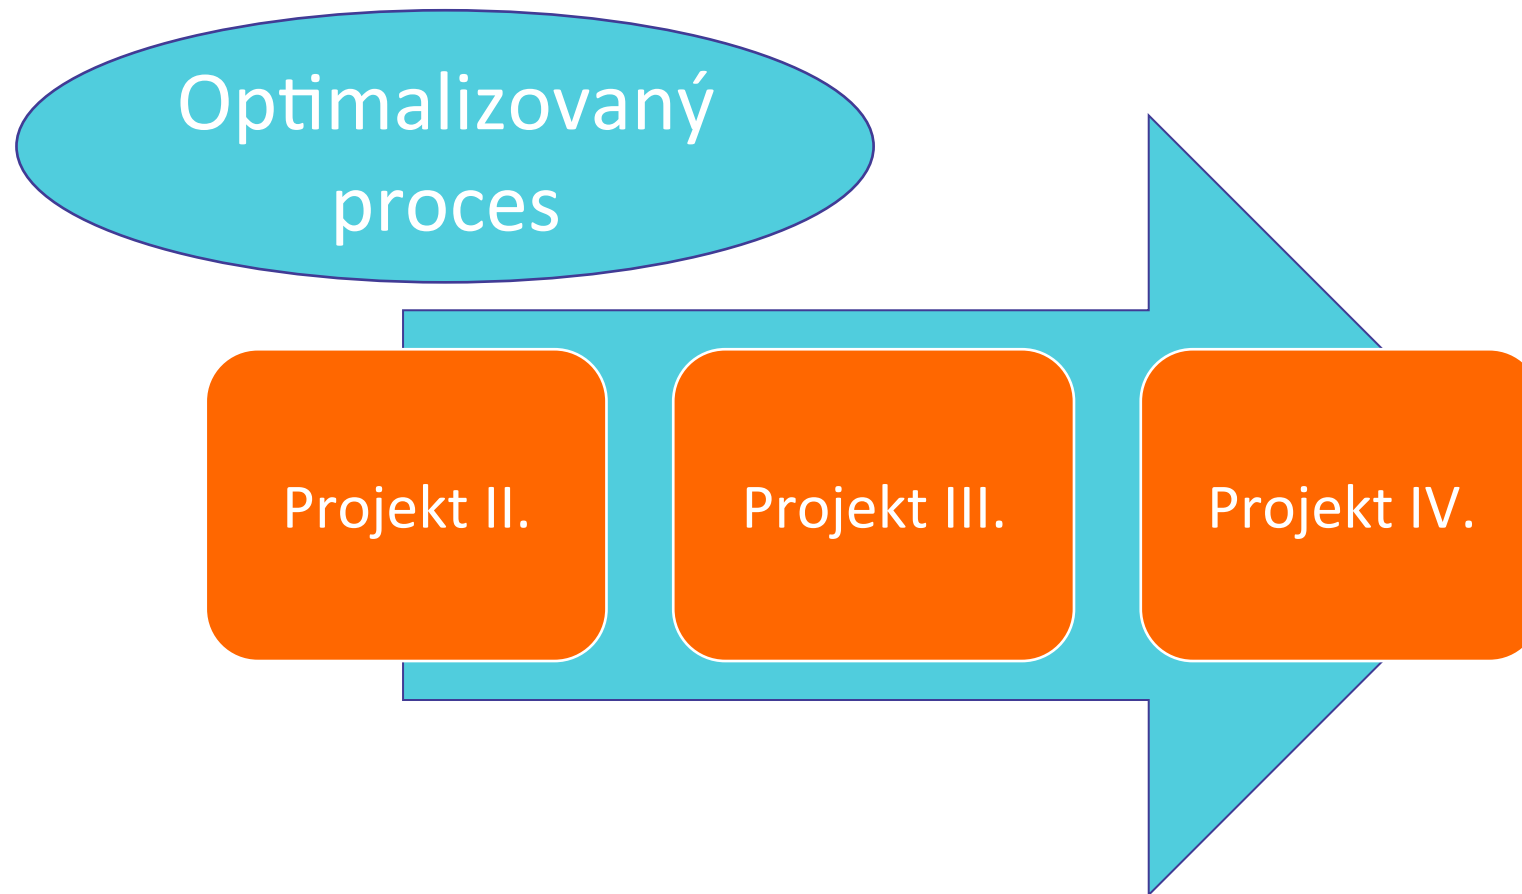 Optimalizovaný
proces
Projekt II.
Projekt III.
Projekt IV.